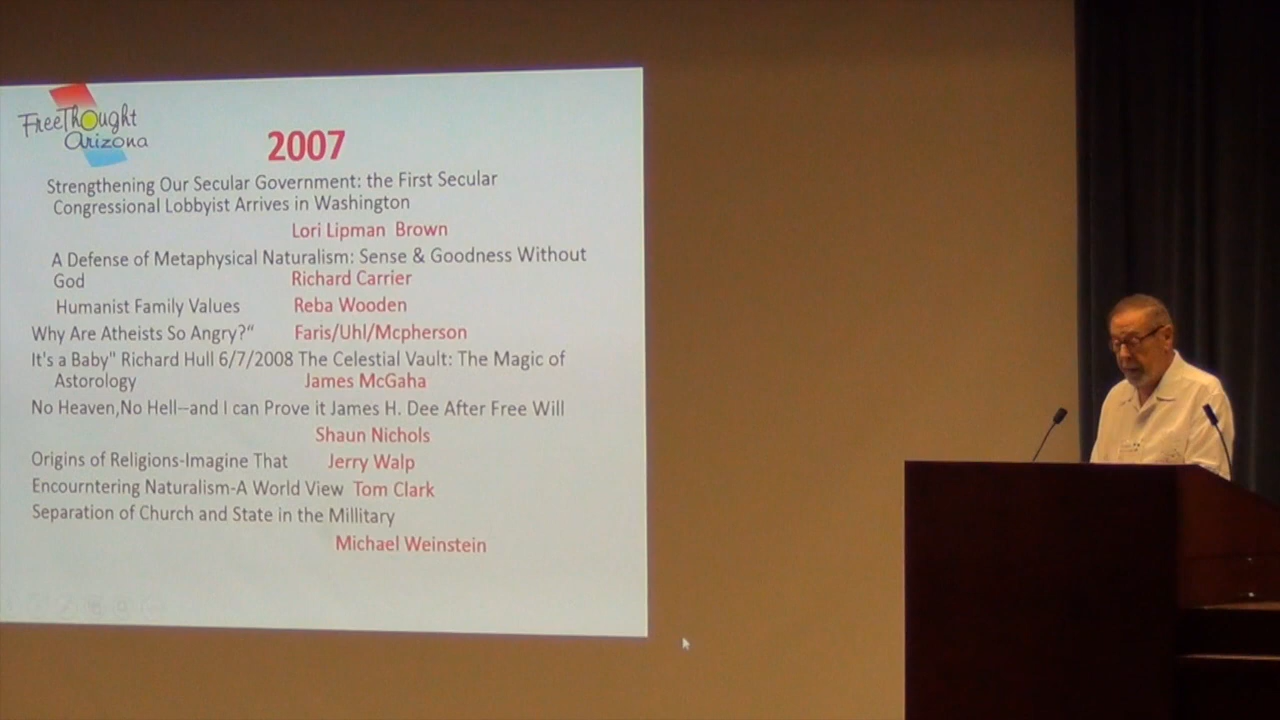 FreeThought
Arizona
2007
Strengthening Our Secular Government: the First Secular
Congressional Lobbyist Arrives in Washington
Lori Lipman Brown
A Defense of Metaphysical Naturalism: Sense & Goodness Without
God Richard Carrier
Humanist Family Values Reba Wooden
Why Are Atheists So Angry?“ Faris/Uhl/Mcpherson
It's a Baby" Richard Hull 6/7/2008 The Celestial Vault: The Magic of
Astorology James McGaha
No Heaven,No Hell—and I can Prove it James H. Dee After Free Will
Shaun Nichols
Origins of Religions-Imagine That Jerry Walp
Encourntering Naturalism-A World View Tom Clark
Separation of Church and State in the Millitary
Michael Weinstein